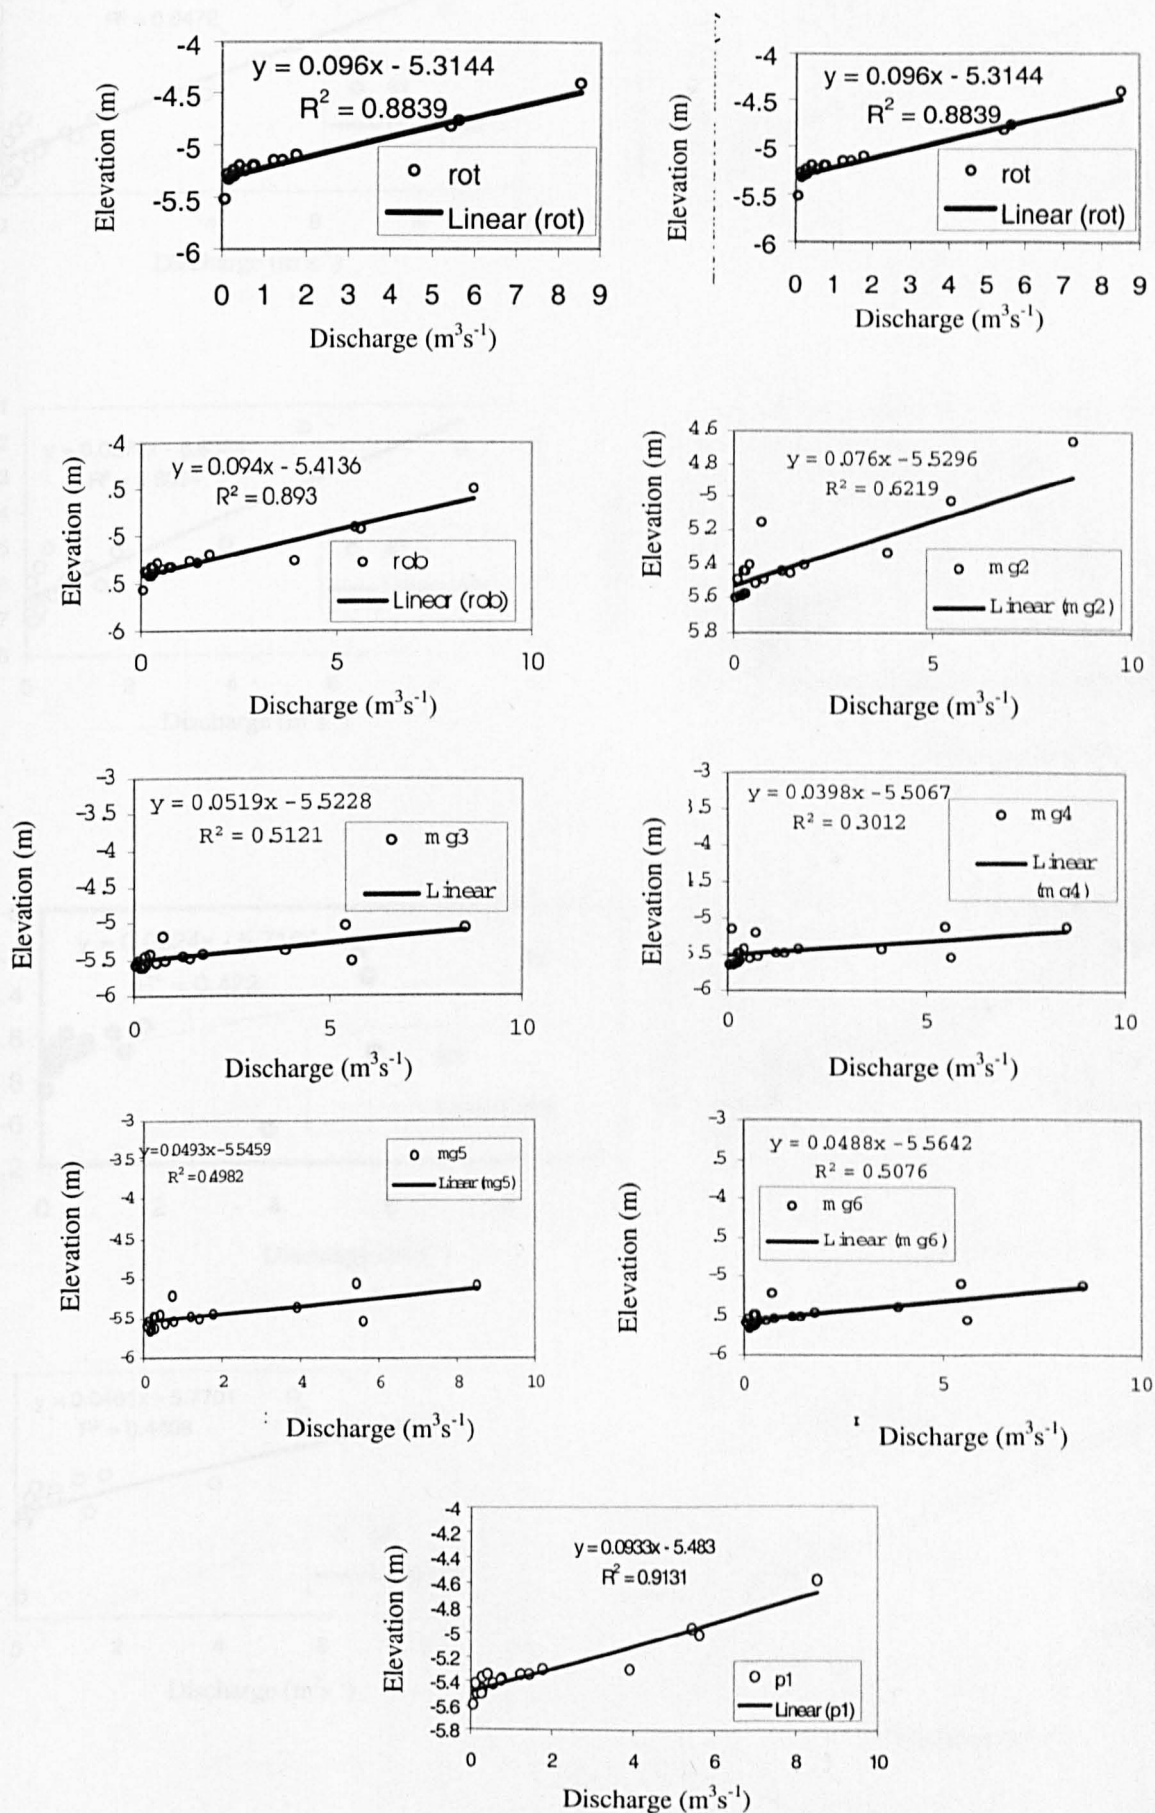 -4
-4.5
-5
-5.5
-6
Elevation (m)
y = 0.096x - 5.3144
R² = 0.8839
rot
Linear (rot)
0 1 2 3 4 5 6 7 8 9
Discharge (m³s⁻¹)
-4
-4.5
-5
-5.5
-6
Elevation (m)
y = 0.096x - 5.3144
R² = 0.8839
rot
Linear (rot)
0 1 2 3 4 5 6 7 8 9
Discharge (m³s⁻¹)
-4
.5
-5
.5
-6
Elevation (m)
y = 0.094x - 5.4136
R² = 0.893
rob
Linear (rob)
0 5 10
Discharge (m³s⁻¹)
4.6
4.8
-5
5.2
5.4
5.6
5.8
Elevation (m)
y = 0.076x - 5.5296
R² = 0.6219
mg2
Linear (mg2)
0 5 10
Discharge (m³s⁻¹)
-3
-3.5
-4
-4.5
-5
-5.5
-6
Elevation (m)
y = 0.0519x - 5.5228
R² = 0.5121
mg3
Linear
0 5 10
Discharge (m³s⁻¹)
-3
3.5
-4
1.5
-5
5.5
-6
Elevation (m)
y = 0.0398x - 5.5067
R² = 0.3012
mg4
Linear
(mg4)
0 5 10
Discharge (m³s⁻¹)
-3
-3.5
-4
-4.5
-5
-5.5
-6
Elevation (m)
y=0.0493x-5.5459
R²=0.4982
mg5
Linear (mg5)
0 2 4 6 8 10
Discharge (m³s⁻¹)
-3
.5
-4
.5
-5
.5
-6
Elevation (m)
y = 0.0488x - 5.5642
R² = 0.5076
mg6
Linear (mg6)
0 5 10
Discharge (m³s⁻¹)
-4
-4.2
-4.4
-4.6
-4.8
-5
-5.2
-5.4
-5.6
-5.8
Elevation (m)
y=0.0933x-5.483
R²=0.9131
p1
Linear (p1)
0 2 4 6 8 10
Discharge (m³s⁻¹)